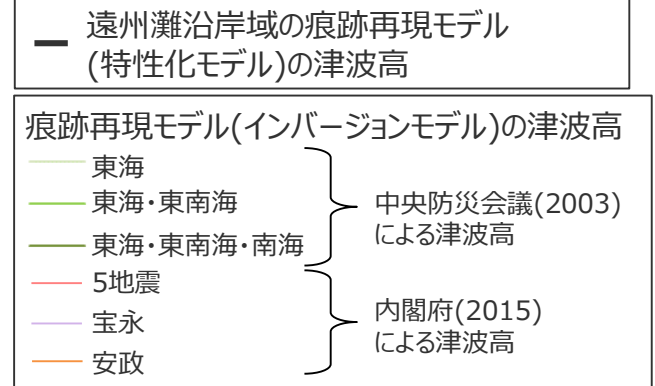 遠州灘沿岸域の痕跡再現モデル
(特性化モデル)の津波高
痕跡再現モデル(インバージョンモデル)の津波高
東海
東海・東南海
東海・東南海・南海
中央防災会議(2003)
による津波高
5地震
宝永
安政
内閣府(2015)
による津波高